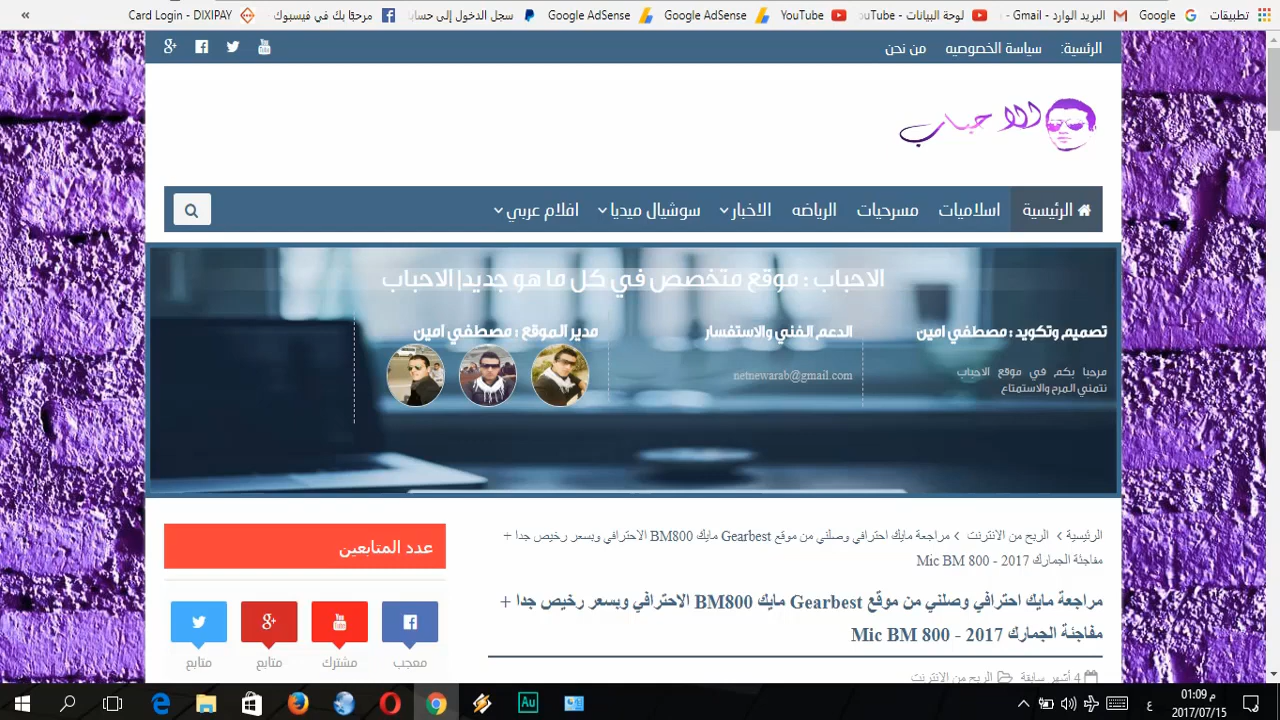 تطبيقات Google البريد الوارد - Gmail لوحة البيانات - YouTube YouTube Google AdSense Google AdSense سجل الدخول إلى حساب مرحبًا بك في فيسبوك Card Login - DIXIPAY »
الرئسية: سياسة الخصوصيه من نحن
الاحباب
الرئيسية اسلاميات مسرحيات الرياضه الاخبار سوشيال ميديا افلام عربي
الاحباب : موقع متخصص في كل ما هو جديد| الاحباب
تصميم وتكويد : مصطفي امين
الدعم الفني والاستفسار
مدير الموقع : مصطفي امين
مرحبا بكم في موقع الاحباب
نتمني المرح والاستمتاع
netnewarab@gmail.com
الرئيسية › الربح من الانترنت › مراجعة مايك احترافي وصلني من موقع Gearbest مايك BM800 الاحترافي وبسعر رخيص جدا +
مفاجئة الجمارك 2017 - Mic BM 800
مراجعة مايك احترافي وصلني من موقع Gearbest مايك BM800 الاحترافي وبسعر رخيص جدا +
مفاجئة الجمارك 2017 - Mic BM 800
4 أشهر سابقة الربح من الانترنت
عدد المتابعين
معجب مشترك متابع متابع
Au
ع
01:09 م
2017/07/15